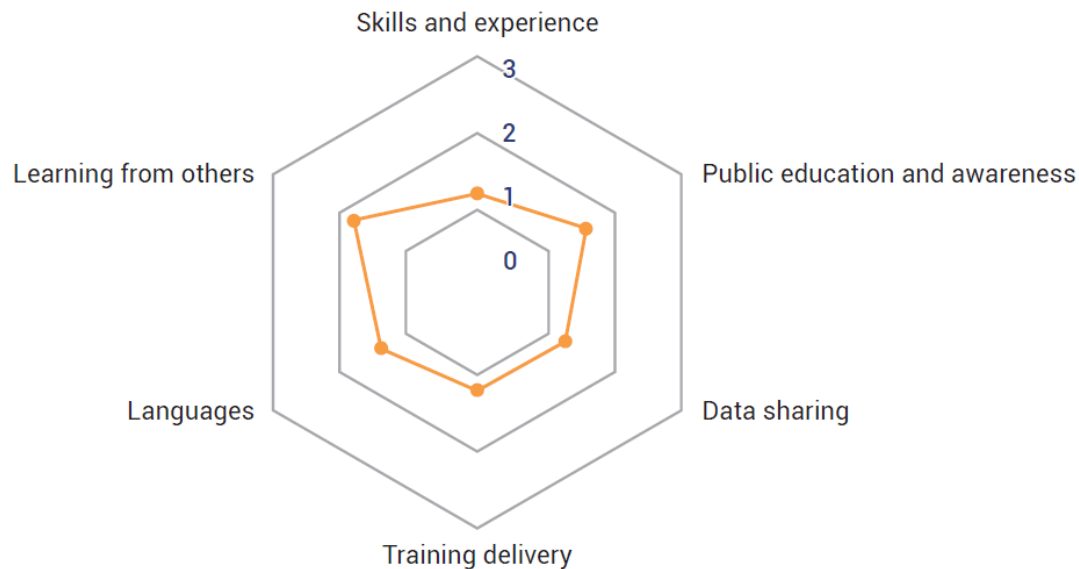 Skills and experience
3
2
Learning from others
Public education and awareness
1
0
Languages
Data sharing
Training delivery